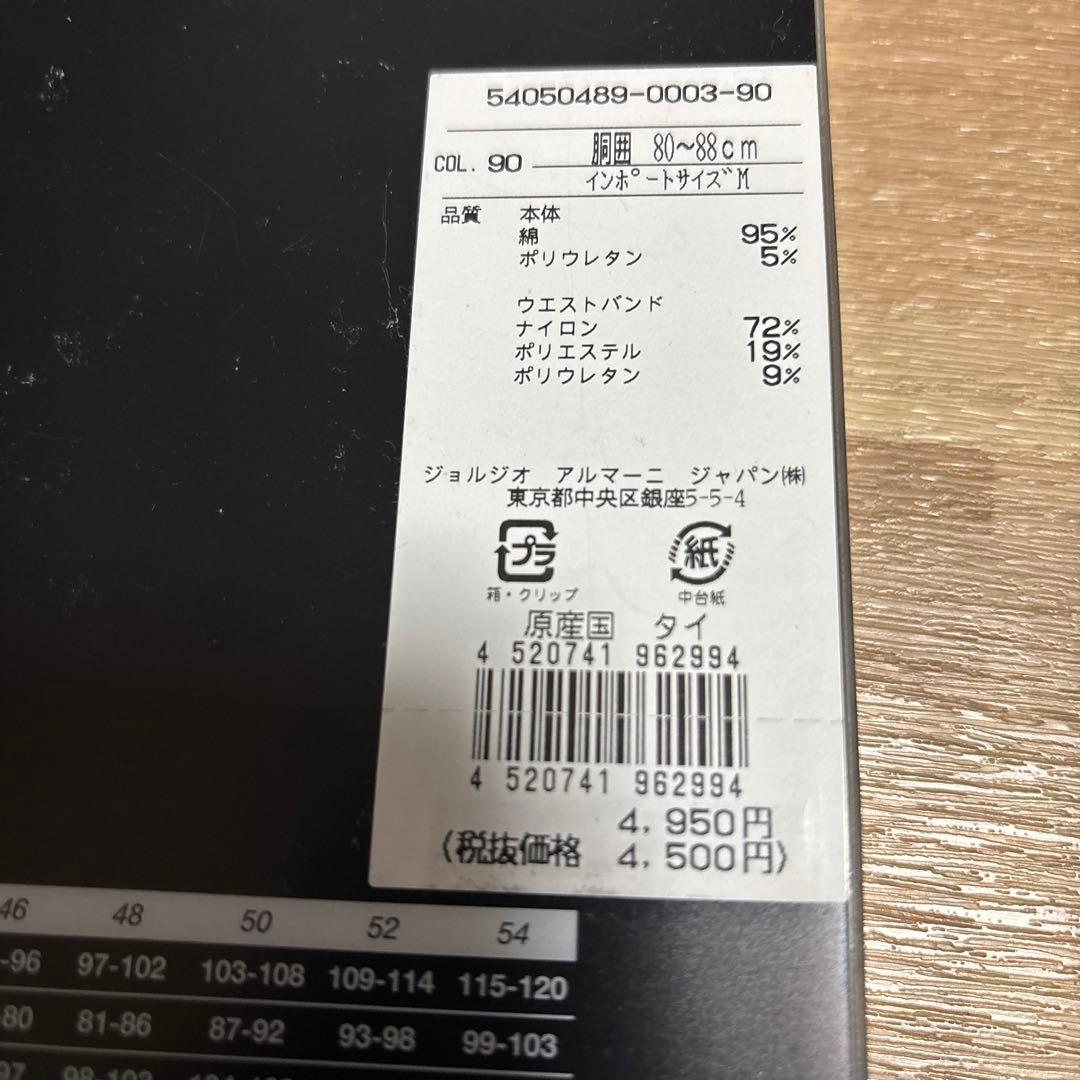 54050489-0003-90
胴囲 80~88cm
COL. 90
インポートサイズM
品質 本体
綿 95%
ポリウレタン 5%
ウエストバンド
ナイロン 72%
ポリエステル 19%
ポリウレタン 9%
ジョルジオ アルマーニ ジャパン㈱
東京都中央区銀座5-5-4
プラ 紙
箱・クリップ 中台紙
原産国 タイ
4 520741 962994
4 520741 962994
4,950円
(税抜価格 4,500円)
46 48 50 52 54
-96 97-102 103-108 109-114 115-120
-80 81-86 87-92 93-98 99-103